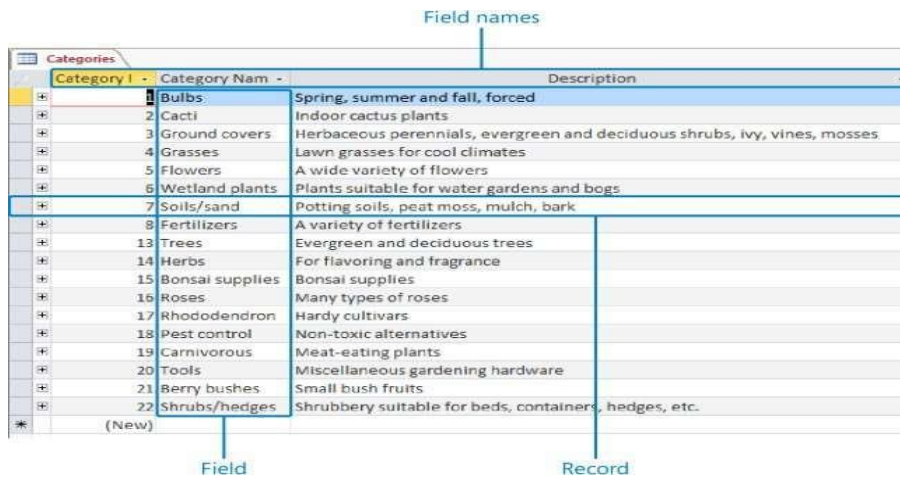 Field names
Categories
Category I Category Nam Description
1 Bulbs Spring, summer and fall, forced
2 Cacti Indoor cactus plants
3 Ground covers Herbaceous perennials, evergreen and deciduous shrubs, ivy, vines, mosses
4 Grasses Lawn grasses for cool climates
5 Flowers A wide variety of flowers
6 Wetland plants Plants suitable for water gardens and bogs
7 Soils/sand Potting soils, peat moss, mulch, bark
8 Fertilizers A variety of fertilizers
13 Trees Evergreen and deciduous trees
14 Herbs For flavoring and fragrance
15 Bonsai supplies Bonsai supplies
16 Roses Many types of roses
17 Rhododendron Hardy cultivars
18 Pest control Non-toxic alternatives
19 Carnivorous Meat-eating plants
20 Tools Miscellaneous gardening hardware
21 Berry bushes Small bush fruits
22 Shrubs/hedges Shrubbery suitable for beds, containers, hedges, etc.
* (New)
Field Record